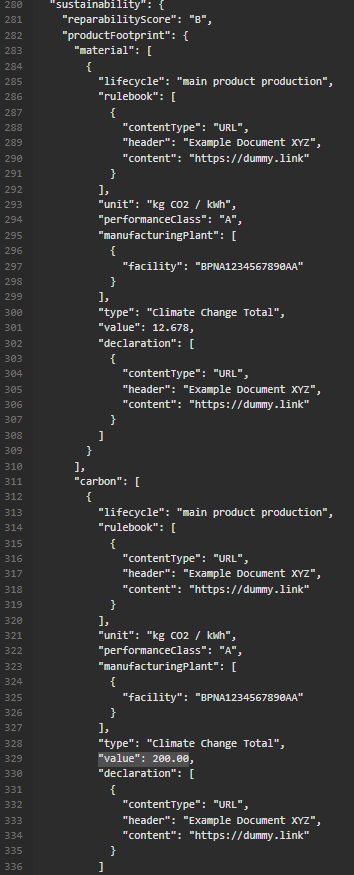 280 "sustainability": {
281 "reparabilityScore": "B",
282 "productFootprint": {
283 "material": [
284 {
285 "lifecycle": "main product production",
286 "rulebook": [
287 {
288 "contentType": "URL",
289 "header": "Example Document XYZ",
290 "content": "https://dummy.link"
291 }
292 ],
293 "unit": "kg CO2 / kWh",
294 "performanceClass": "A",
295 "manufacturingPlant": [
296 {
297 "facility": "BPNA1234567890AA"
298 }
299 ],
300 "type": "Climate Change Total",
301 "value": 12.678,
302 "declaration": [
303 {
304 "contentType": "URL",
305 "header": "Example Document XYZ",
306 "content": "https://dummy.link"
307 }
308 ]
309 }
310 ],
311 "carbon": [
312 {
313 "lifecycle": "main product production",
314 "rulebook": [
315 {
316 "contentType": "URL",
317 "header": "Example Document XYZ",
318 "content": "https://dummy.link"
319 }
320 ],
321 "unit": "kg CO2 / kWh",
322 "performanceClass": "A",
323 "manufacturingPlant": [
324 {
325 "facility": "BPNA1234567890AA"
326 }
327 ],
328 "type": "Climate Change Total",
329 "value": 200.00,
330 "declaration": [
331 {
332 "contentType": "URL",
333 "header": "Example Document XYZ",
334 "content": "https://dummy.link"
335 }
336 ]